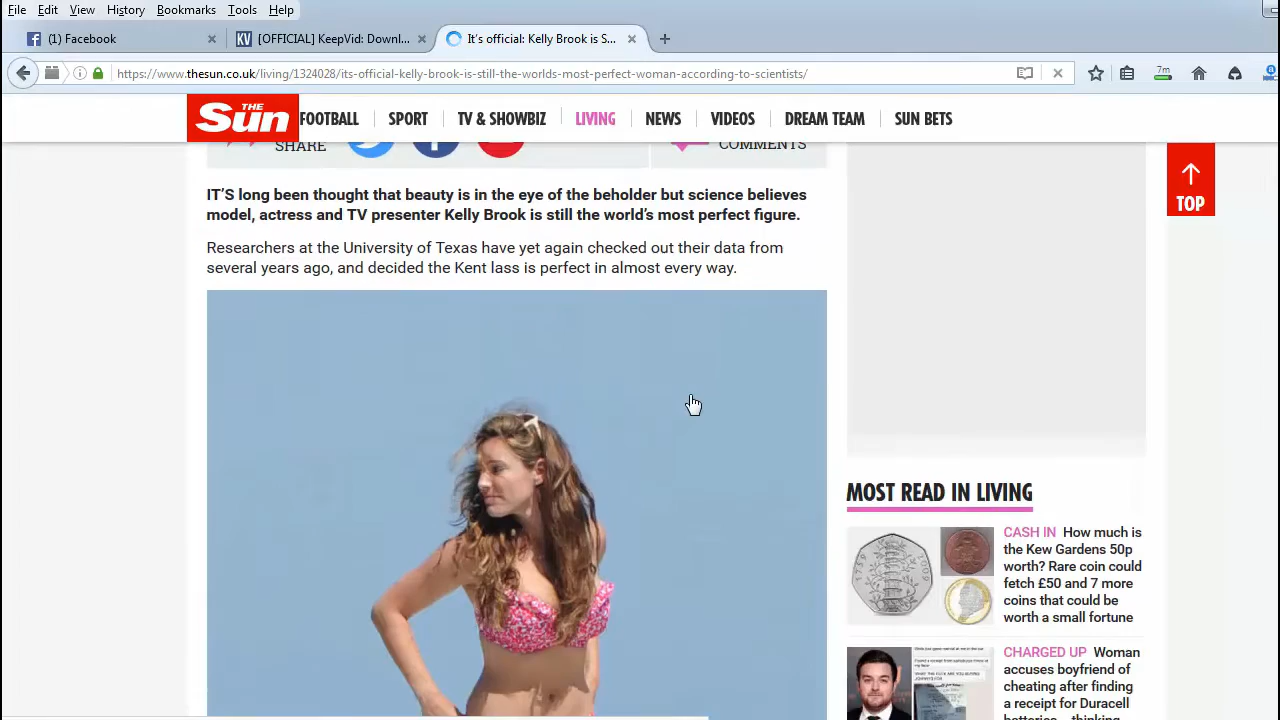 File Edit View History Bookmarks Tools Help
(1) Facebook
[OFFICIAL] KeepVid: Downl...
It's official: Kelly Brook is S...
https://www.thesun.co.uk/living/1324028/its-official-kelly-brook-is-still-the-worlds-most-perfect-woman-according-to-scientists/
7m
THE Sun
FOOTBALL
SPORT
TV & SHOWBIZ
LIVING
NEWS
VIDEOS
DREAM TEAM
SUN BETS
SHARE
COMMENTS
TOP
IT'S long been thought that beauty is in the eye of the beholder but science believes
model, actress and TV presenter Kelly Brook is still the world's most perfect figure.
Researchers at the University of Texas have yet again checked out their data from
several years ago, and decided the Kent lass is perfect in almost every way.
MOST READ IN LIVING
CASH IN How much is
the Kew Gardens 50p
worth? Rare coin could
fetch £50 and 7 more
coins that could be
worth a small fortune
1759 2009
CHARGED UP Woman
accuses boyfriend of
cheating after finding
a receipt for Duracell